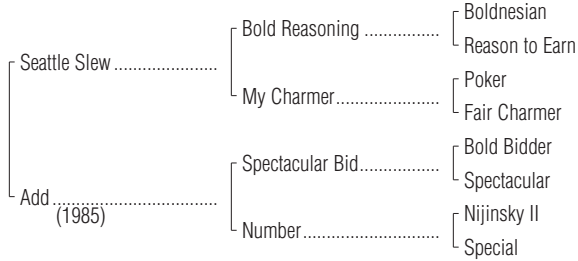 Boldnesian
Bold Reasoning ..................
Reason to Earn
Seattle Slew .........................
Poker
My Charmer.........................
Fair Charmer
Bold Bidder
Spectacular Bid...................
Spectacular
Add .......................................
(1985)
Nijinsky II
Number.................................
Special